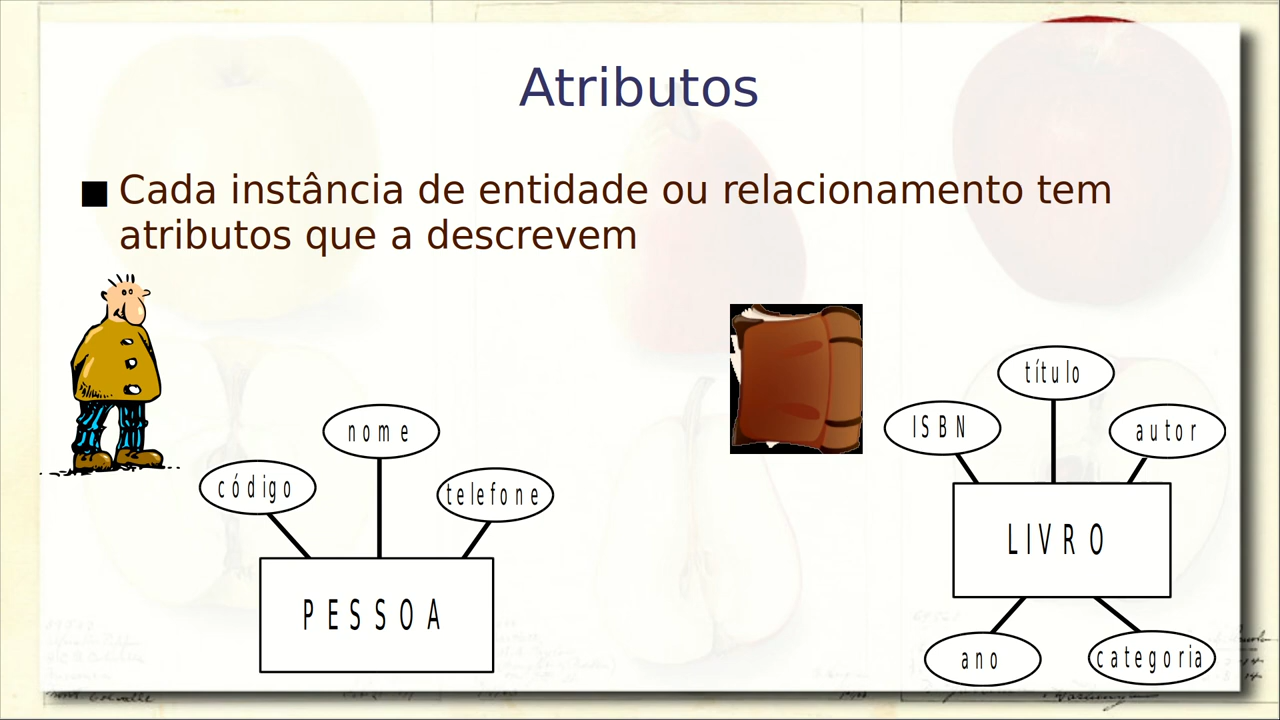 Atributos
Cada instância de entidade ou relacionamento tem
atributos que a descrevem
título
ISBN
autor
nome
código
telefone
LIVRO
PESSOA
ano
categoria